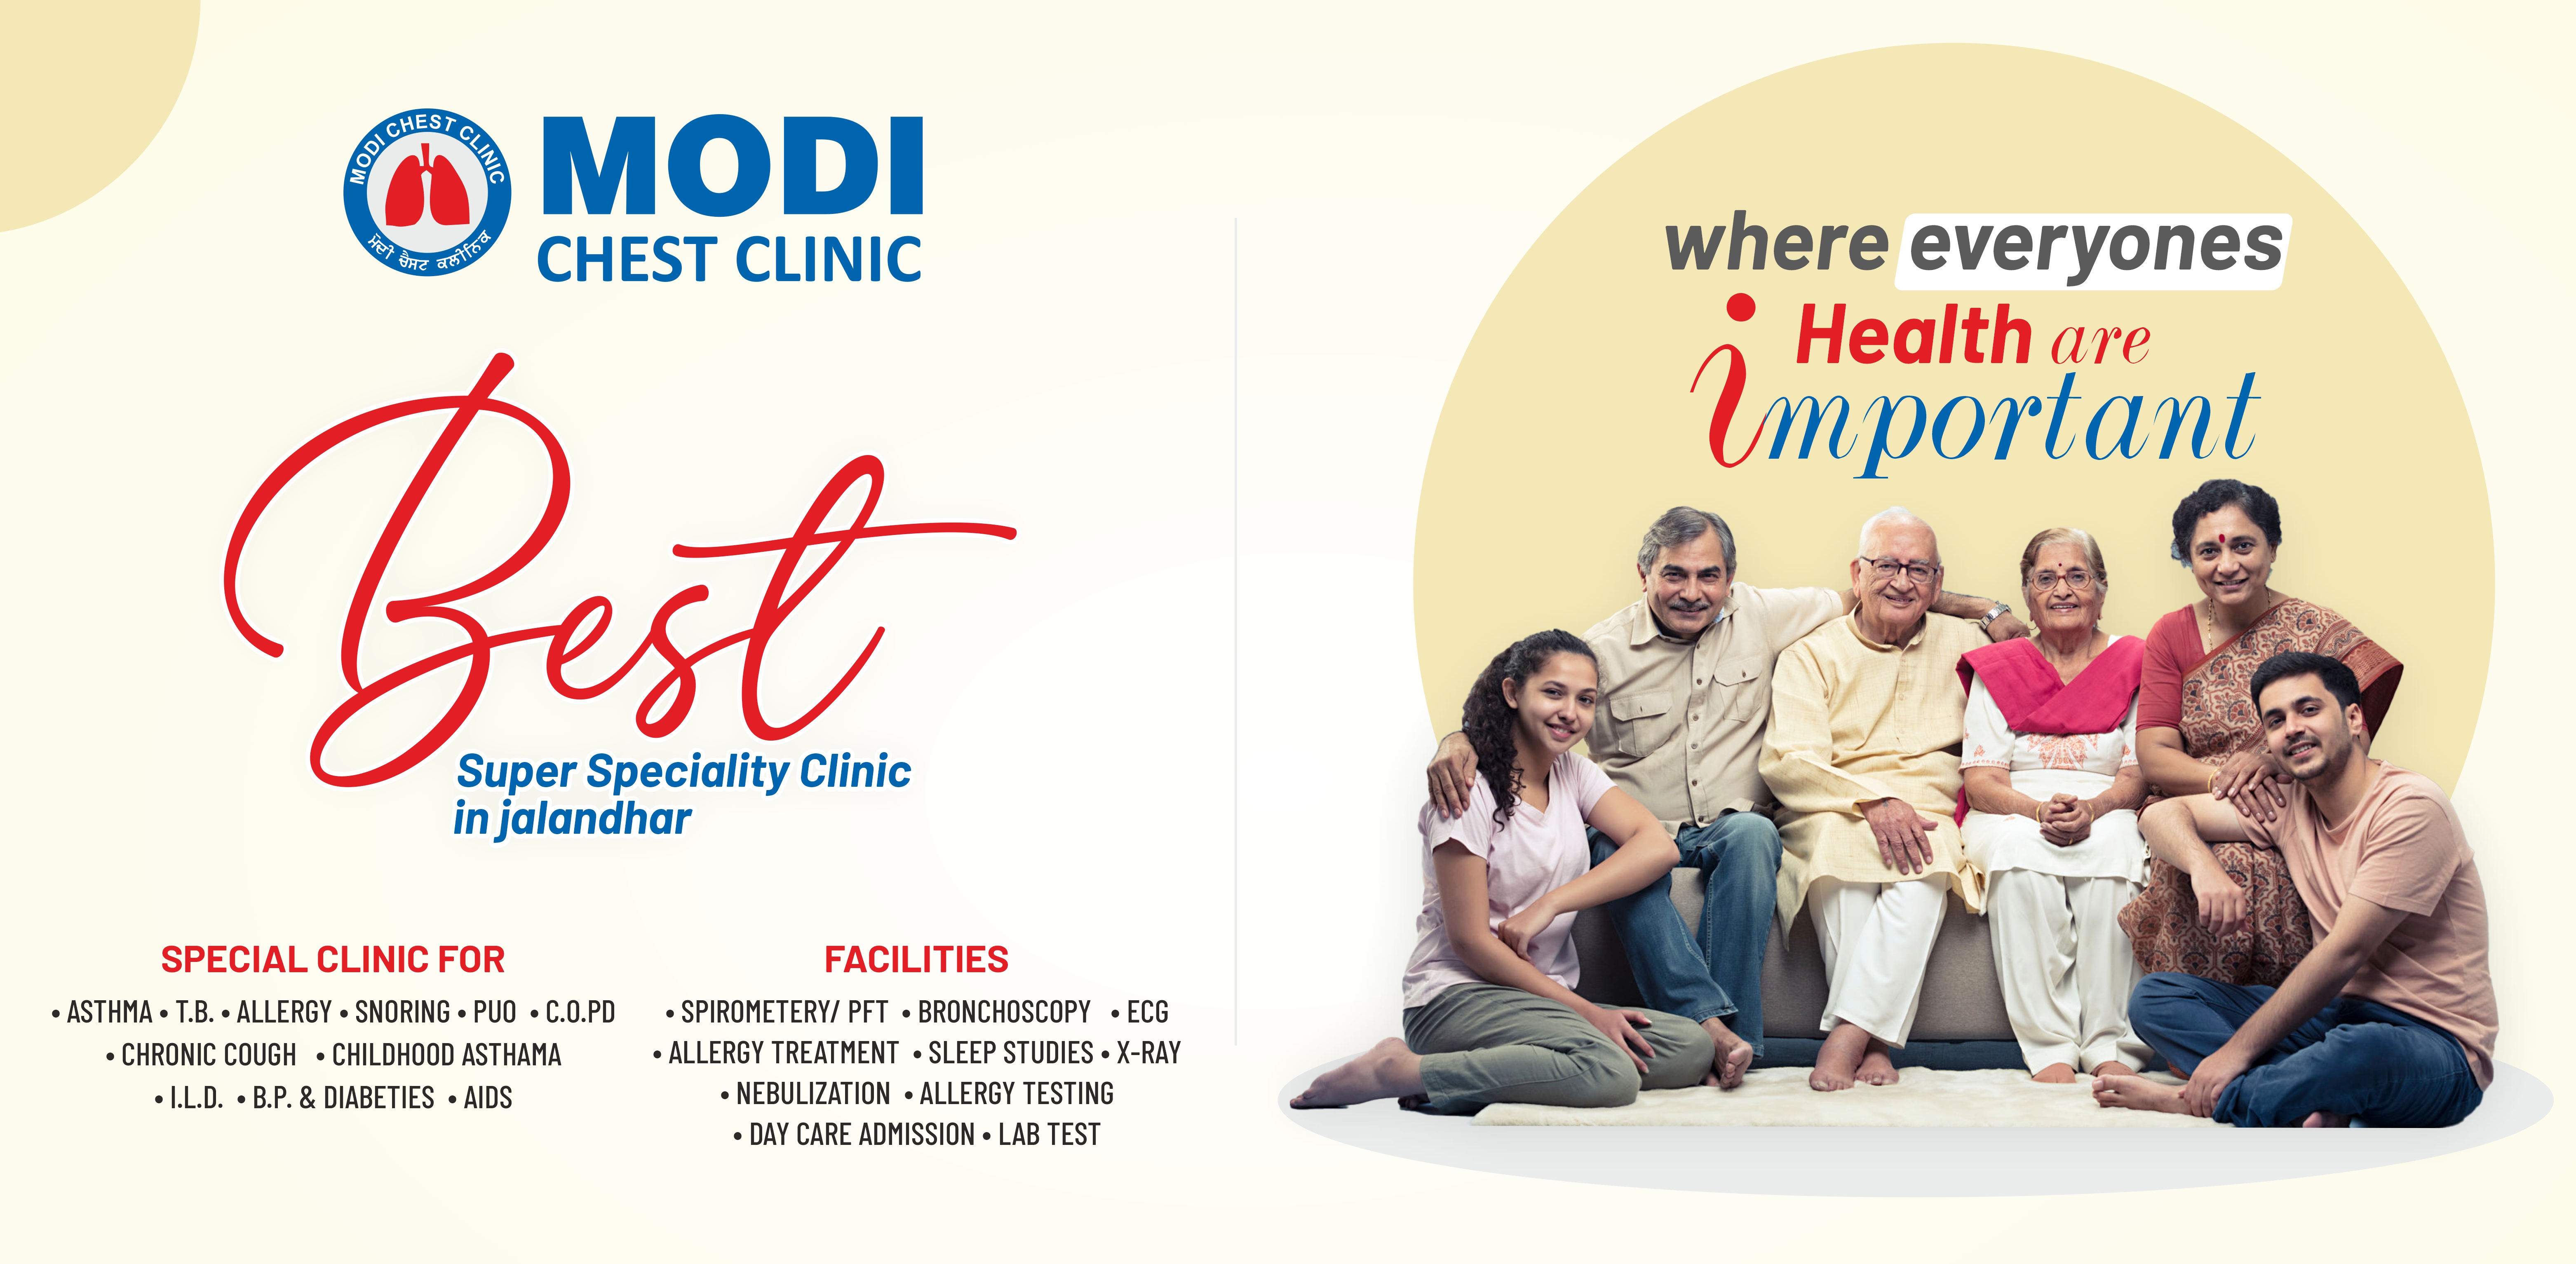 MODI CHEST CLINIC
ਮੋਦੀ ਚੈਸਟ ਕਲੀਨਿਕ
MODI
CHEST CLINIC
Best
Super Speciality Clinic
in jalandhar
SPECIAL CLINIC FOR
• ASTHMA • T.B. • ALLERGY • SNORING • PUO • C.O.PD
• CHRONIC COUGH • CHILDHOOD ASTHAMA
• I.L.D. • B.P. & DIABETIES • AIDS
FACILITIES
• SPIROMETERY/ PFT • BRONCHOSCOPY • ECG
• ALLERGY TREATMENT • SLEEP STUDIES • X-RAY
• NEBULIZATION • ALLERGY TESTING
• DAY CARE ADMISSION • LAB TEST
where everyones
Health are
important